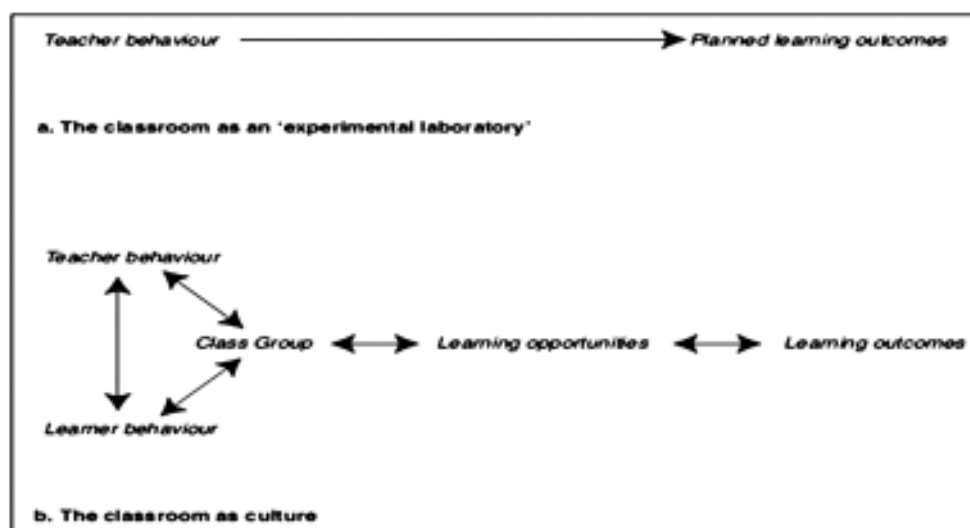 Teacher behaviour Planned learning outcomes
a. The classroom as an 'experimental laboratory'
Teacher behaviour
Class Group Learning opportunities Learning outcomes
Learner behaviour
b. The classroom as culture